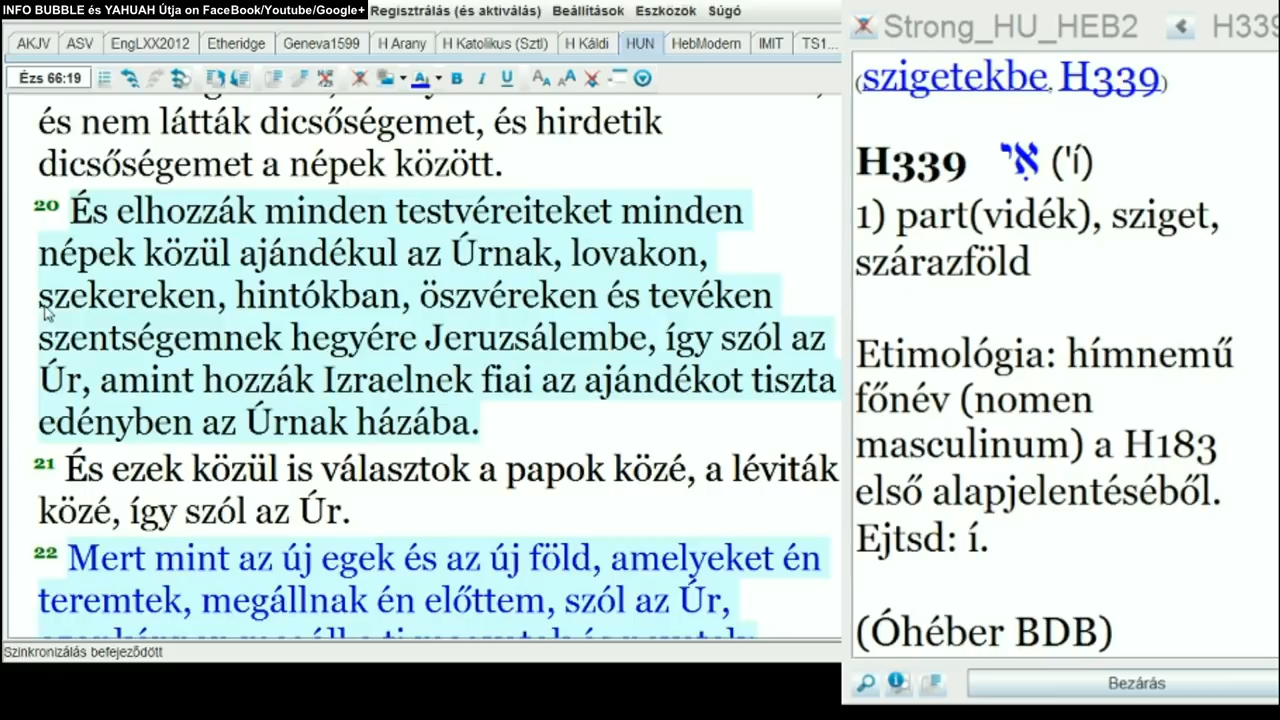 INFO BUBBLE és YAHUAH Útja on FaceBook/Youtube/Google+ Regisztrálás (és aktiválás) Beállítások Eszközök Súgó
AKJV ASV EngLXX2012 Etheridge Geneva1599 H Arany H Katolikus (SztI) H Káldi HUN HebModern IMIT TS1...
Ézs 66:19
és nem látták dicsőségemet, és hirdetik
dicsőségemet a népek között.
20 És elhozzák minden testvéreiteket minden
népek közül ajándékul az Úrnak, lovakon,
szekereken, hintókban, öszvéreken és tevéken
szentségemnek hegyére Jeruzsálembe, így szól az
Úr, amint hozzák Izraelnek fiai az ajándékot tiszta
edényben az Úrnak házába.
21 És ezek közül is választok a papok közé, a léviták
közé, így szól az Úr.
22 Mert mint az új egek és az új föld, amelyeket én
teremtek, megállnak én előttem, szól az Úr,
Szinkronizálás befejeződött
Strong_HU_HEB2 H339
(szigetekbe, H339)
H339 אִי ('í)
1) part(vidék), sziget,
szárazföld
Etimológia: hímnemű
főnév (nomen
masculinum) a H183
első alapjelentéséből.
Ejtsd: í.
(Óhéber BDB)
Bezárás